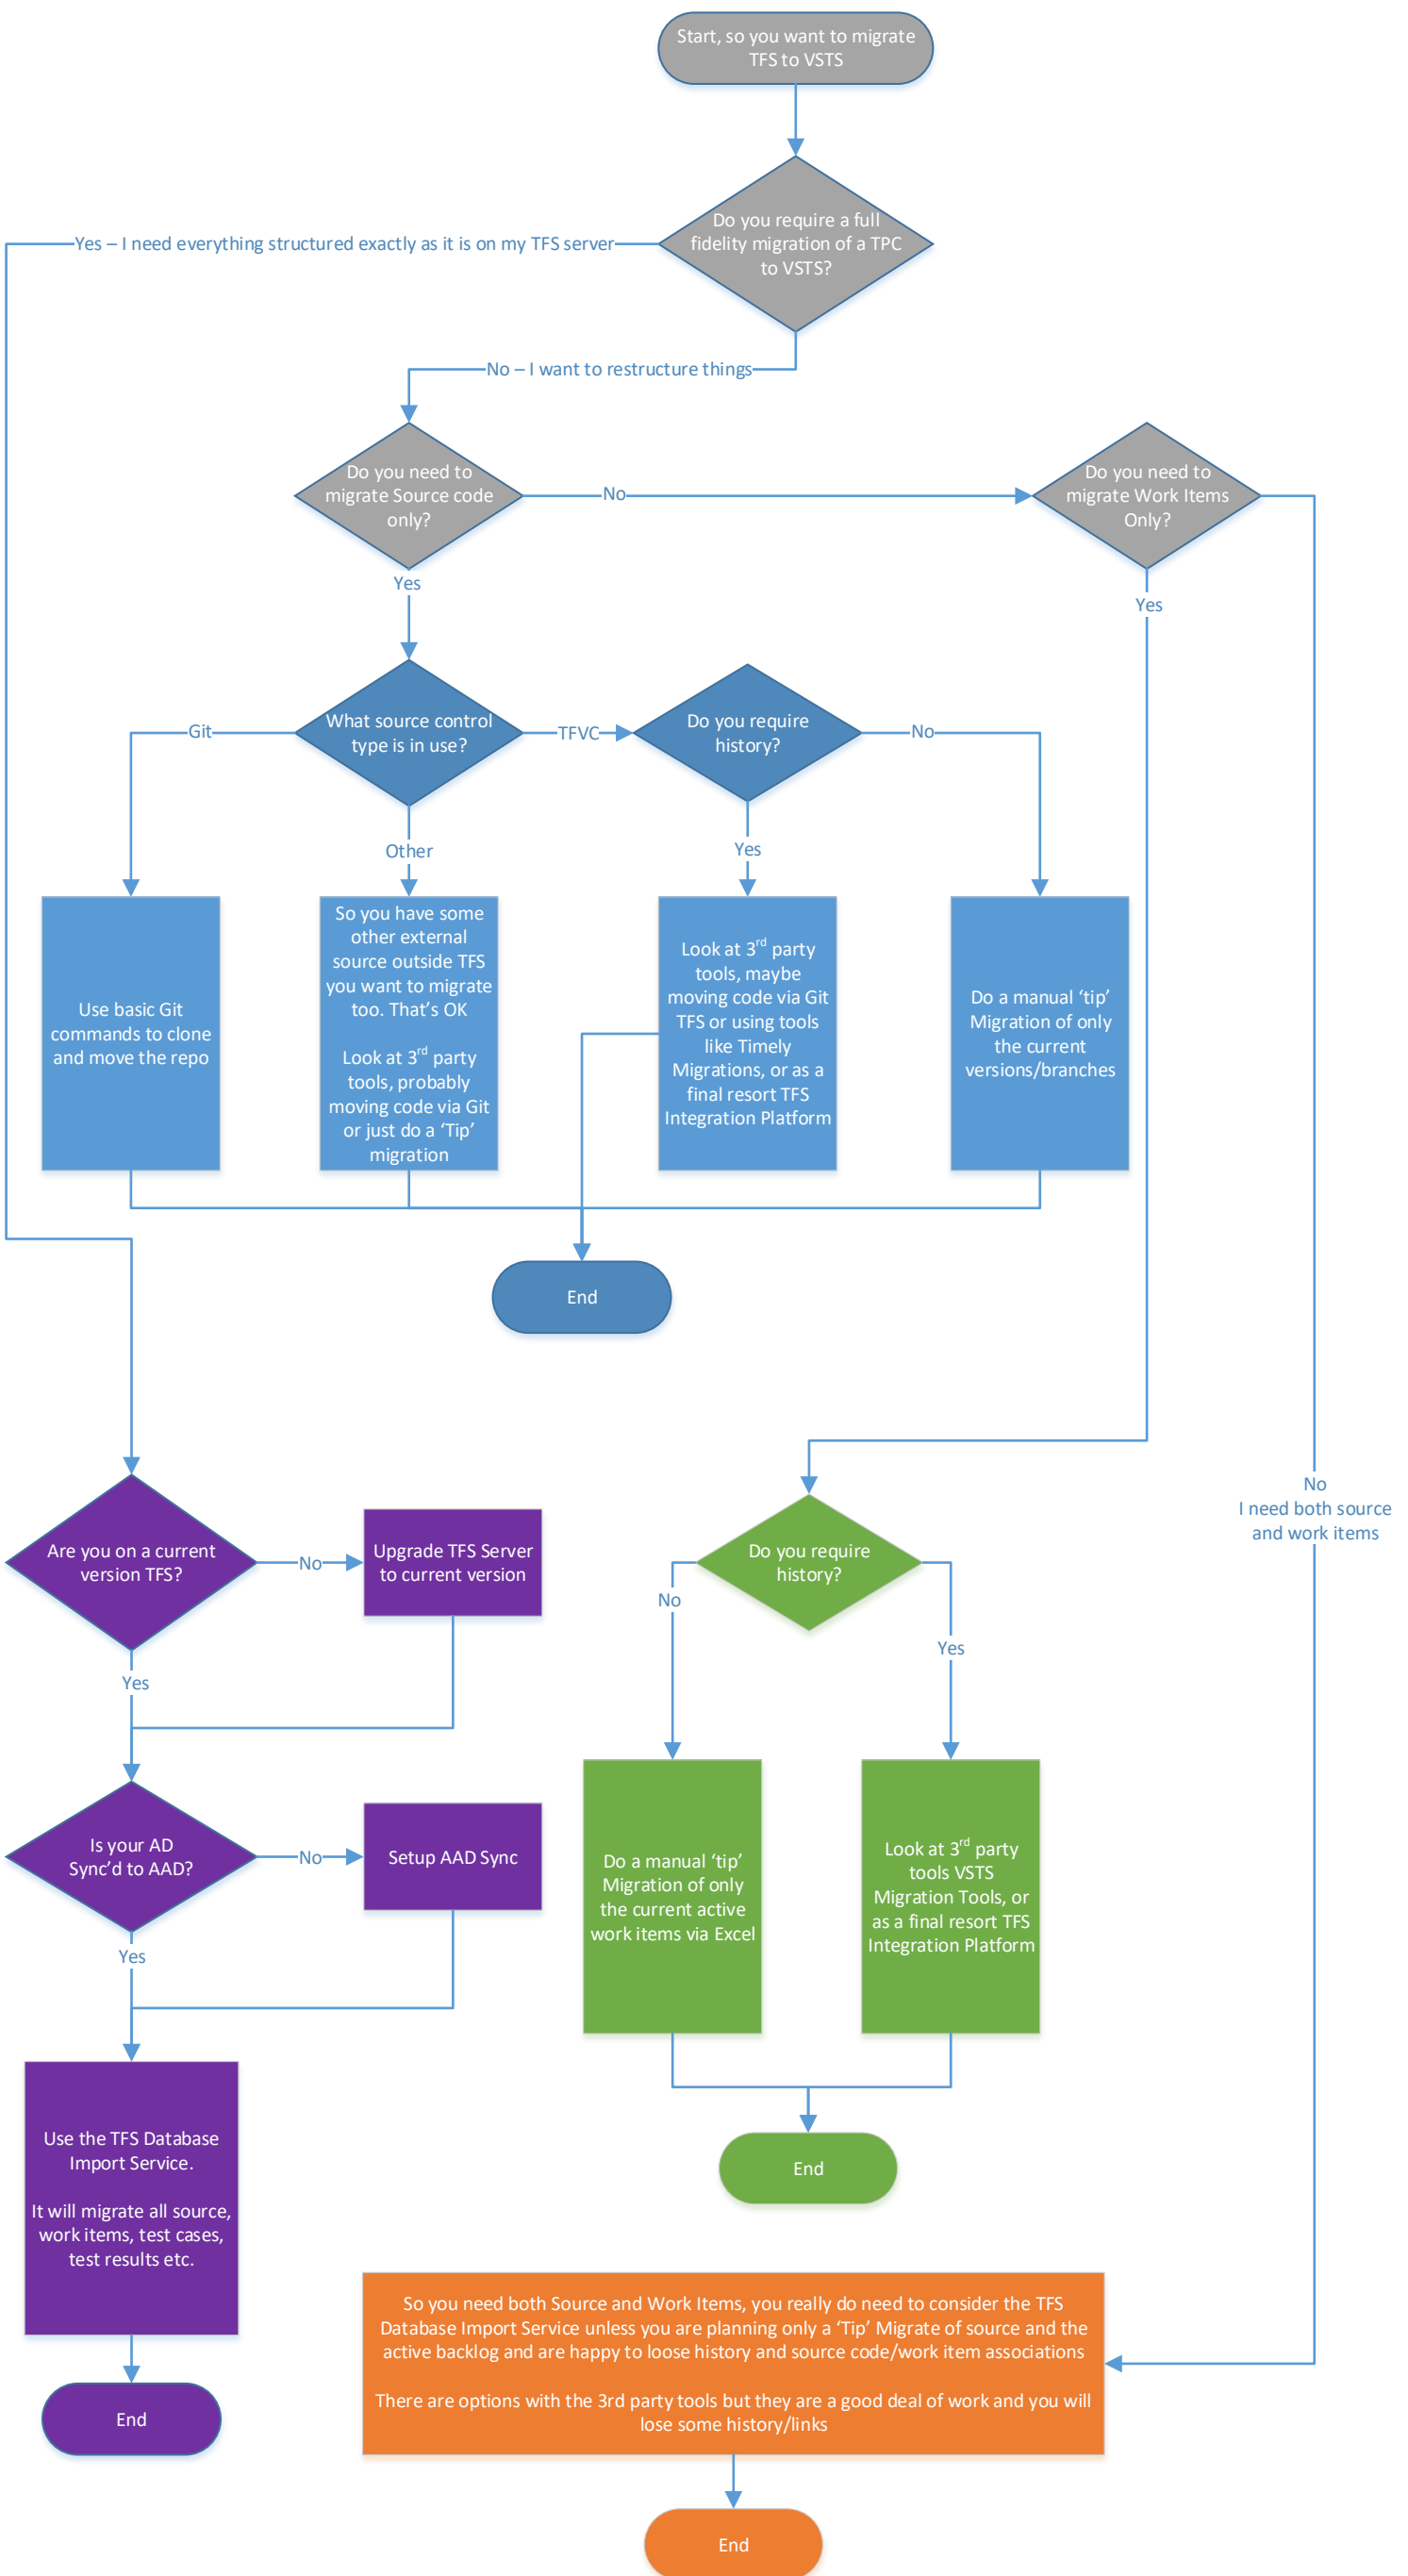 Start, so you want to migrate
TFS to VSTS
Do you require a full
fidelity migration of a TPC
to VSTS?
Yes – I need everything structured exactly as it is on my TFS server
No – I want to restructure things
Do you need to
migrate Source code
only?
No
Do you need to
migrate Work Items
Only?
Yes
Yes
What source control
type is in use?
Git
TFVC
Do you require
history?
No
Other
Yes
Use basic Git
commands to clone
and move the repo
So you have some
other external
source outside TFS
you want to migrate
too. That’s OK
Look at 3rd party
tools, probably
moving code via Git
or just do a ‘Tip’
migration
Look at 3rd party
tools, maybe
moving code via Git
TFS or using tools
like Timely
Migrations, or as a
final resort TFS
Integration Platform
Do a manual ‘tip’
Migration of only
the current
versions/branches
End
No
I need both source
and work items
Are you on a current
version TFS?
No
Upgrade TFS Server
to current version
Yes
Do you require
history?
No
Yes
Is your AD
Sync’d to AAD?
No
Setup AAD Sync
Yes
Do a manual ‘tip’
Migration of only
the current active
work items via Excel
Look at 3rd party
tools VSTS
Migration Tools, or
as a final resort TFS
Integration Platform
End
Use the TFS Database
Import Service.
It will migrate all source,
work items, test cases,
test results etc.
End
So you need both Source and Work Items, you really do need to consider the TFS
Database Import Service unless you are planning only a ‘Tip’ Migrate of source and the
active backlog and are happy to loose history and source code/work item associations
There are options with the 3rd party tools but they are a good deal of work and you will
lose some history/links
End